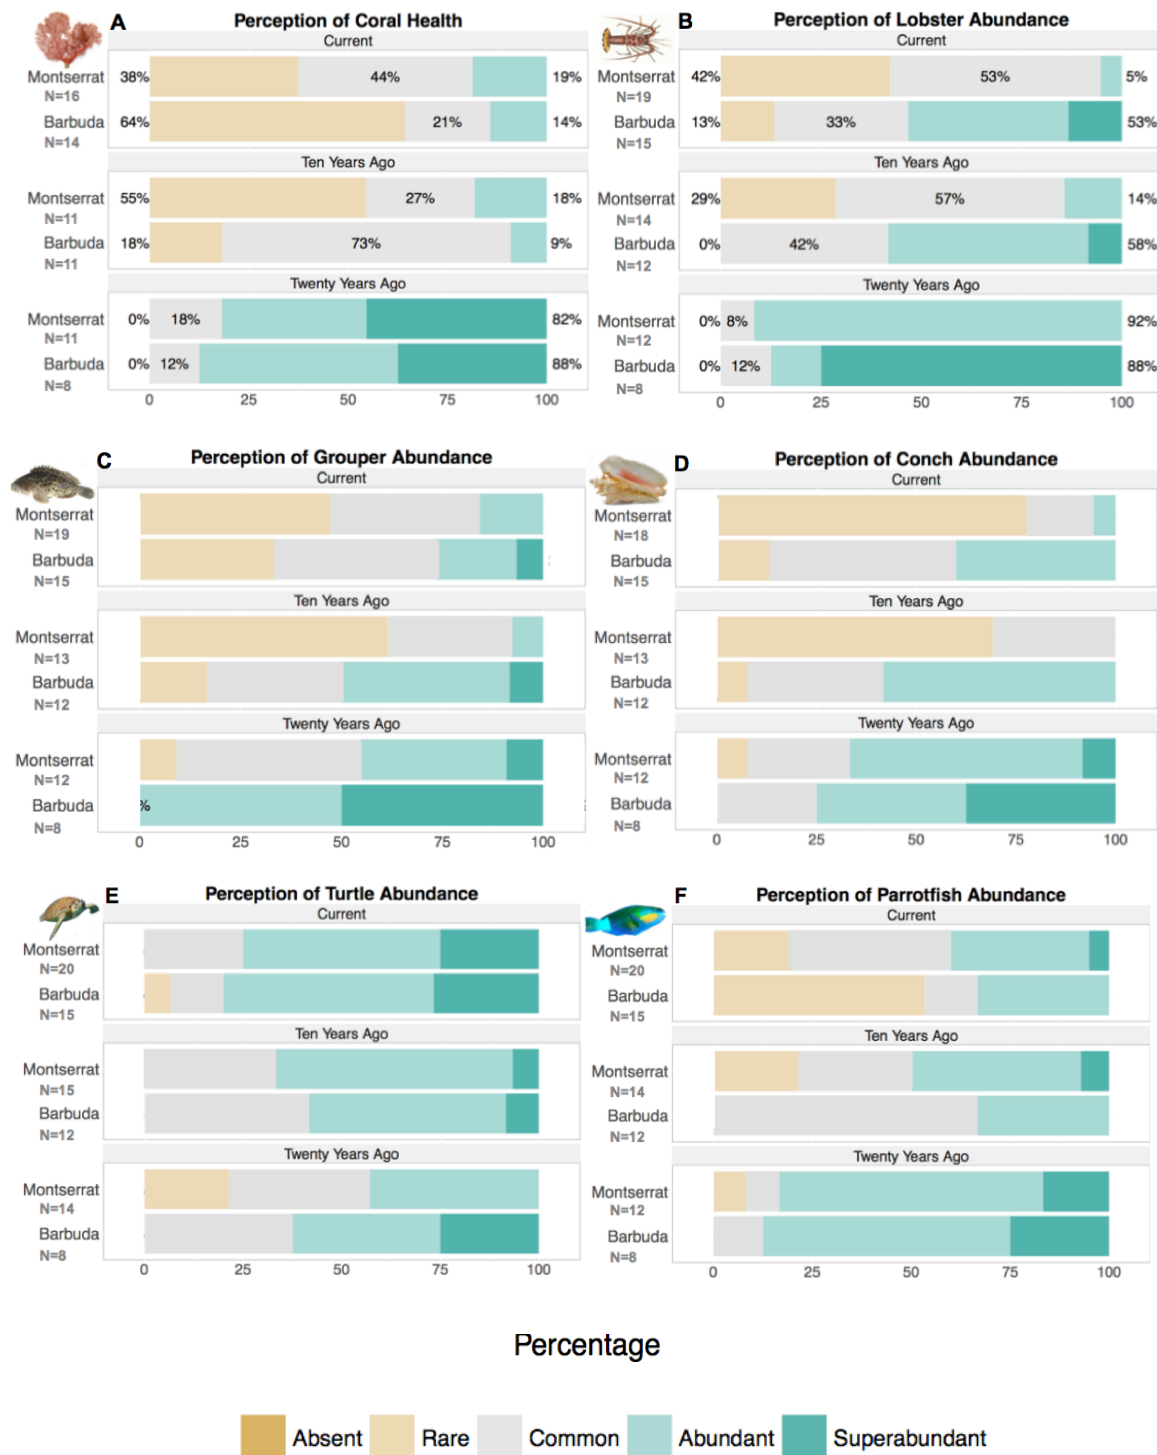 A Perception of Coral Health
Current
Montserrat 38% 44% 19%
N=16
Barbuda 64% 21% 14%
N=14
Ten Years Ago
Montserrat 55% 27% 18%
N=11
Barbuda 18% 73% 9%
N=11
Twenty Years Ago
Montserrat 0% 18% 82%
N=11
Barbuda 0% 12% 88%
N=8
0 25 50 75 100
B Perception of Lobster Abundance
Current
Montserrat 42% 53% 5%
N=19
Barbuda 13% 33% 53%
N=15
Ten Years Ago
Montserrat 29% 57% 14%
N=14
Barbuda 0% 42% 58%
N=12
Twenty Years Ago
Montserrat 0% 8% 92%
N=12
Barbuda 0% 12% 88%
N=8
0 25 50 75 100
C Perception of Grouper Abundance
Current
Montserrat
N=19
Barbuda
N=15
Ten Years Ago
Montserrat
N=13
Barbuda
N=12
Twenty Years Ago
Montserrat
N=12
Barbuda %
N=8
0 25 50 75 100
D Perception of Conch Abundance
Current
Montserrat
N=18
Barbuda
N=15
Ten Years Ago
Montserrat
N=13
Barbuda
N=12
Twenty Years Ago
Montserrat
N=12
Barbuda
N=8
0 25 50 75 100
E Perception of Turtle Abundance
Current
Montserrat
N=20
Barbuda
N=15
Ten Years Ago
Montserrat
N=15
Barbuda
N=12
Twenty Years Ago
Montserrat
N=14
Barbuda
N=8
0 25 50 75 100
F Perception of Parrotfish Abundance
Current
Montserrat
N=20
Barbuda
N=15
Ten Years Ago
Montserrat
N=14
Barbuda
N=12
Twenty Years Ago
Montserrat
N=12
Barbuda
N=8
0 25 50 75 100
Percentage
Absent Rare Common Abundant Superabundant